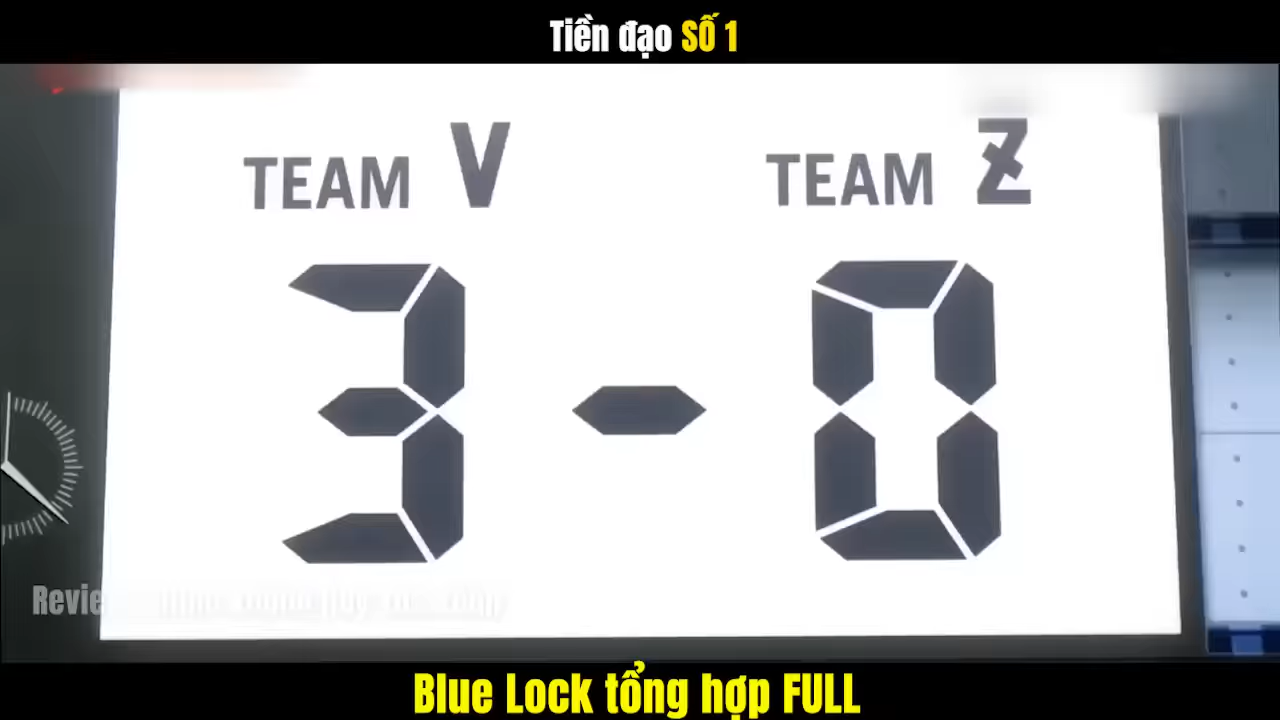 Tiền đạo SỐ 1
TEAM V TEAM Z
3 - 0
Blue Lock tổng hợp FULL